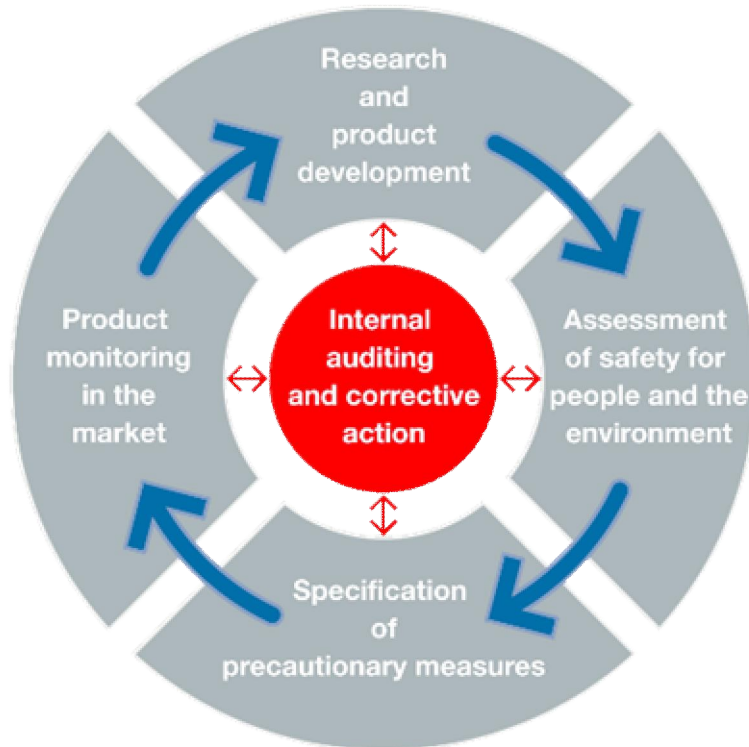 Research
and
product
development
Assessment
of safety for
people and the
environment
Specification
of
precautionary measures
Product
monitoring
in the
market
Internal
auditing
and corrective
action